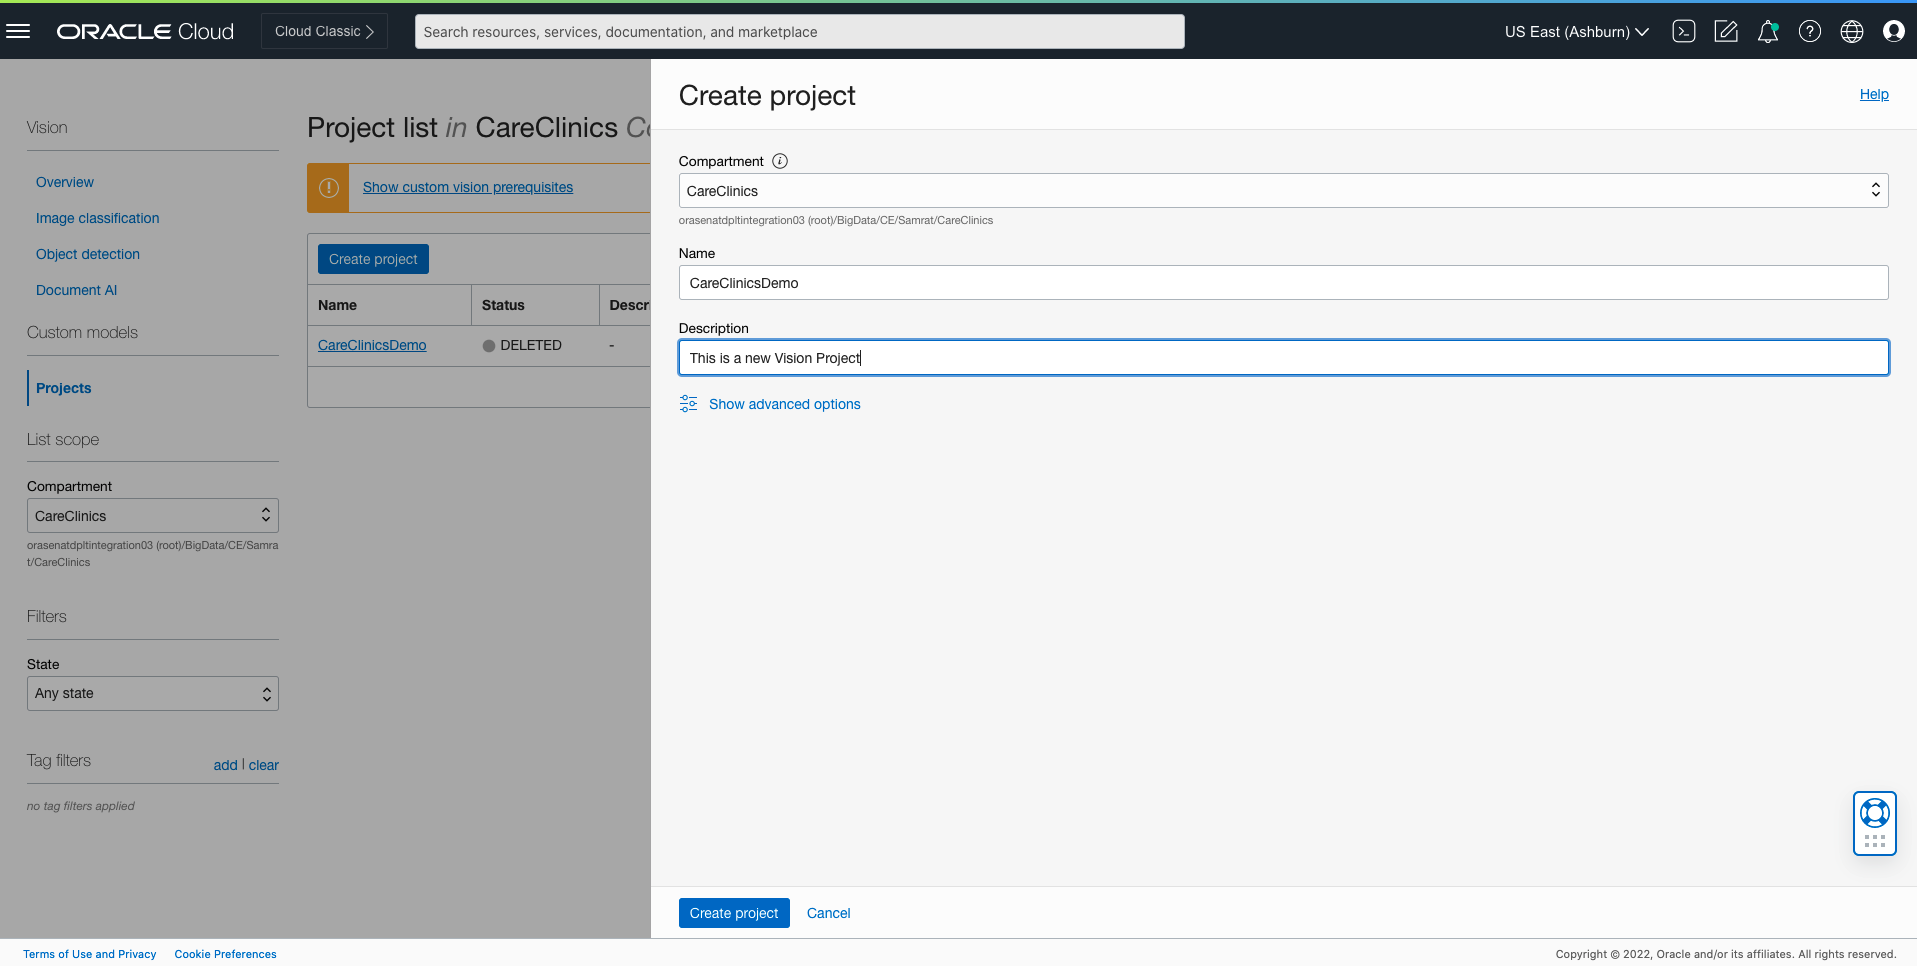 ORACLE Cloud
Cloud Classic
Search resources, services, documentation, and marketplace
US East (Ashburn)
Vision
Overview
Image classification
Object detection
Document AI
Custom models
Projects
List scope
Compartment
CareClinics
orasenatdpltintegration03 (root)/BigData/CE/Samra
t/CareClinics
Filters
State
Any state
Tag filters
add | clear
no tag filters applied
Project list in CareClinics
Show custom vision prerequisites
Create project
Name Status Descr
CareClinicsDemo DELETED -
Create project
Help
Compartment
CareClinics
orasenatdpltintegration03 (root)/BigData/CE/Samrat/CareClinics
Name
CareClinicsDemo
Description
This is a new Vision Project
Show advanced options
Create project Cancel
Terms of Use and Privacy Cookie Preferences
Copyright © 2022, Oracle and/or its affiliates. All rights reserved.